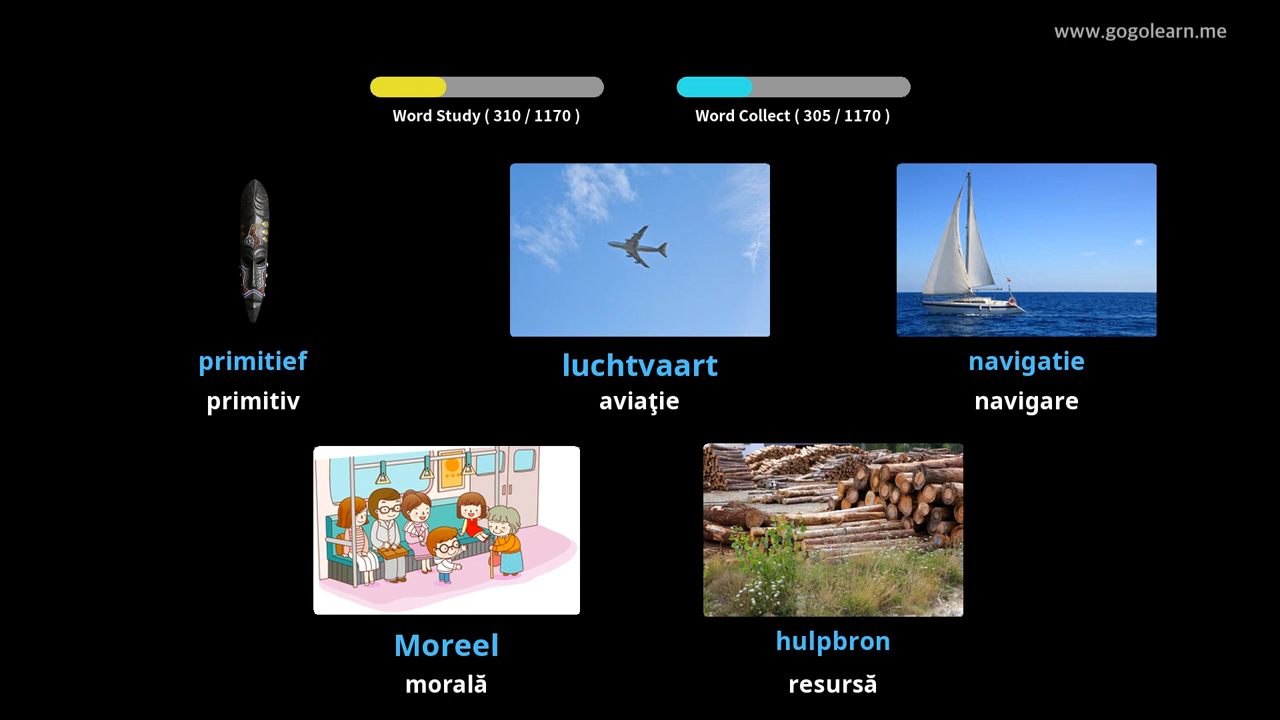 www.gogolearn.me
Word Study ( 310 / 1170 )
Word Collect ( 305 / 1170 )
primitief
primitiv
luchtvaart
aviaţie
navigatie
navigare
Moreel
morală
hulpbron
resursă